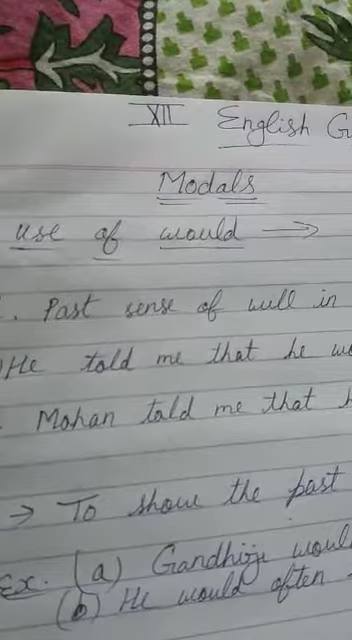 XII English G
Modals
use of would →
. Past sense of will in
He told me that he wo
Mohan told me that h
→ To show the past
Ex. (a) Gandhiji woul
(b) He would often